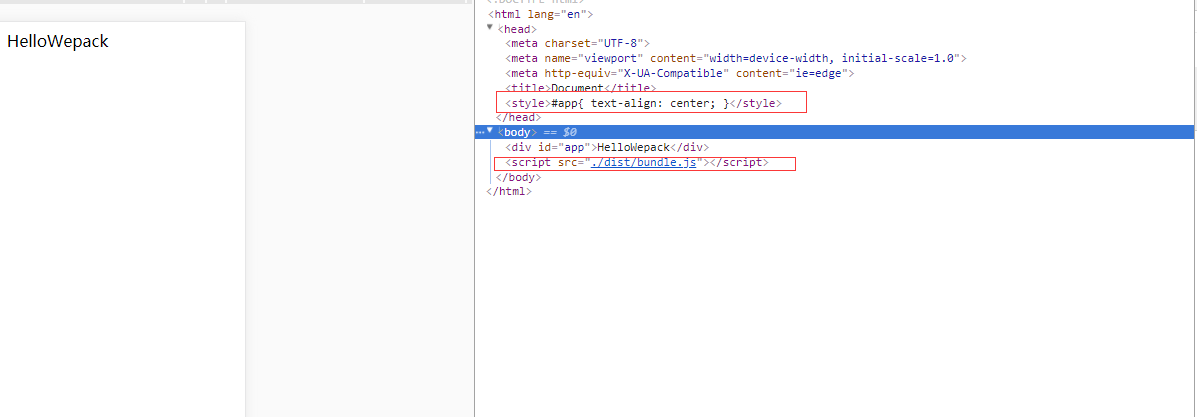 HelloWepack
<!DOCTYPE html>
<html lang="en">
<head>
<meta charset="UTF-8">
<meta name="viewport" content="width=device-width, initial-scale=1.0">
<meta http-equiv="X-UA-Compatible" content="ie=edge">
<title>Document</title>
<style>#app{ text-align: center; }</style>
</head>
<body> == $0
<div id="app">HelloWepack</div>
<script src="./dist/bundle.js"></script>
</body>
</html>